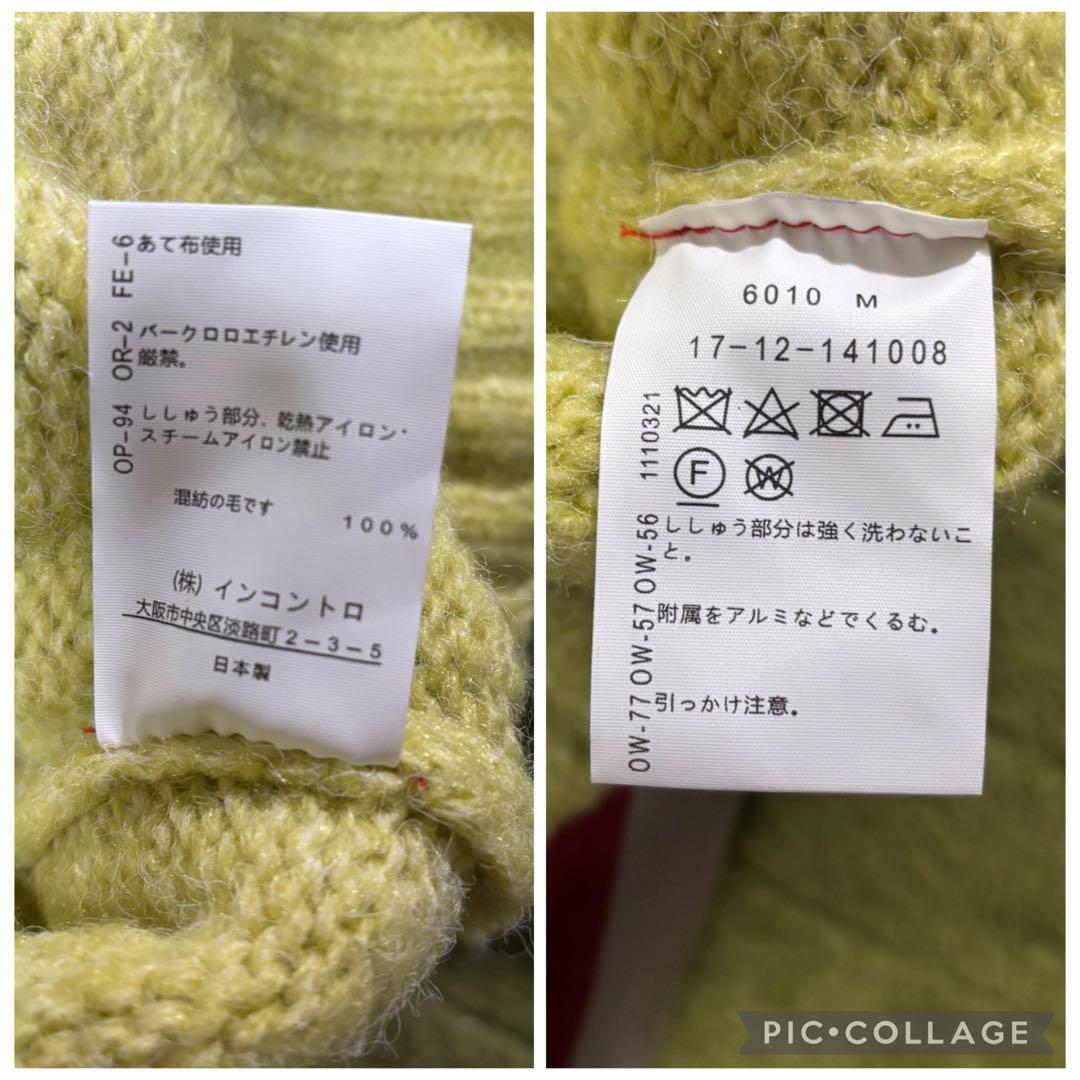 FE-6
あて布使用
OR-2
パークロロエチレン使用
厳禁。
OP-94
ししゅう部分、乾熱アイロン・
スチームアイロン禁止
混紡の毛です
100%
(株) インコントロ
大阪市中央区淡路町2-3-5
日本製
6010 M
17-12-141008
1110321
F
W
OW-56
ししゅう部分は強く洗わないこ
と。
OW-57
附属をアルミなどでくるむ。
OW-77
引っかけ注意。
PIC•COLLAGE